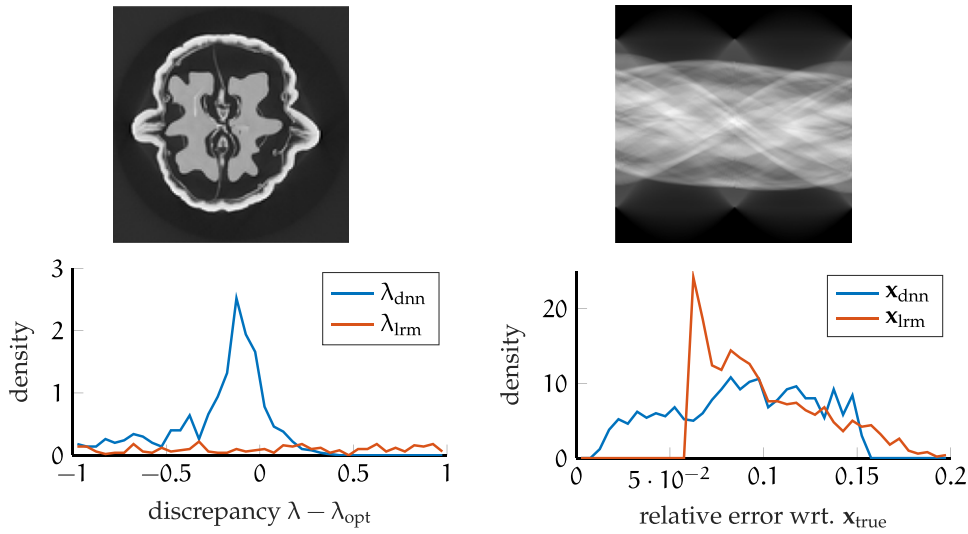 3
2
1
0
density
λdnn
λlrm
−1
−0.5
0
0.5
1
discrepancy λ − λopt
20
10
0
density
xdnn
xlrm
0
5 · 10−2
0.1
0.15
0.2
relative error wrt. xtrue